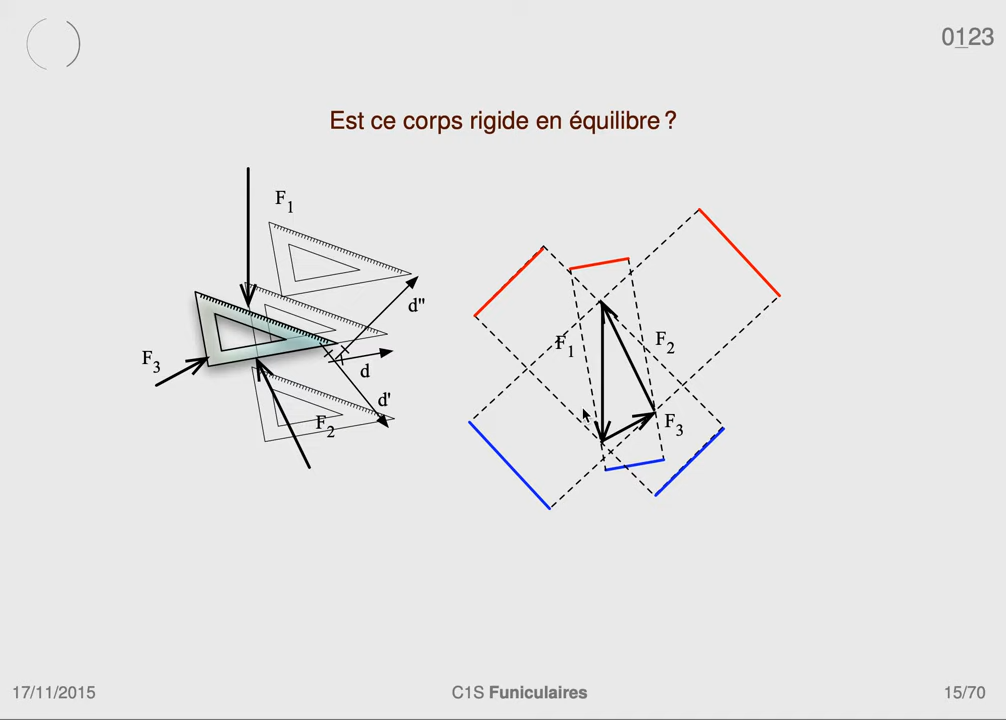 0123
Est ce corps rigide en équilibre ?
F1
d''
F3
d
d'
F2
F1
F2
F3
17/11/2015
C1S Funiculaires
15/70